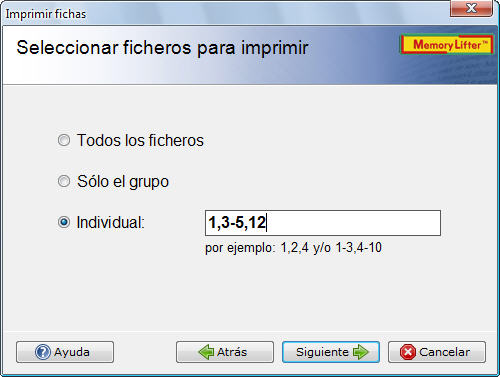 Imprimir fichas
Seleccionar ficheros para imprimir
MemoryLifter™
Todos los ficheros
Sólo el grupo
Individual: 1,3-5,12
por ejemplo: 1,2,4 y/o 1-3,4-10
Ayuda Atrás Siguiente Cancelar